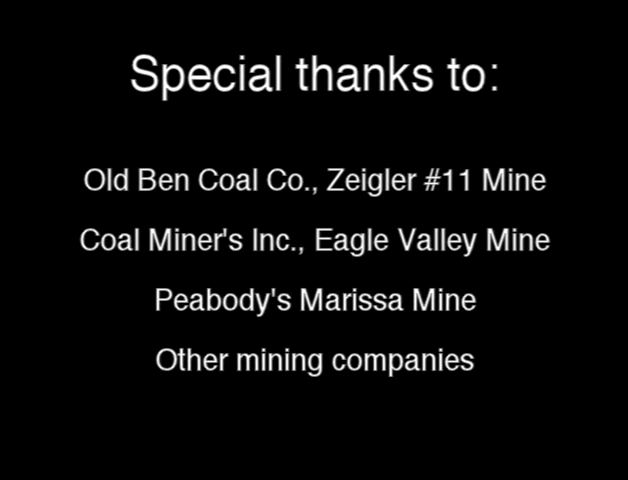 Special thanks to:
Old Ben Coal Co., Zeigler #11 Mine
Coal Miner's Inc., Eagle Valley Mine
Peabody's Marissa Mine
Other mining companies